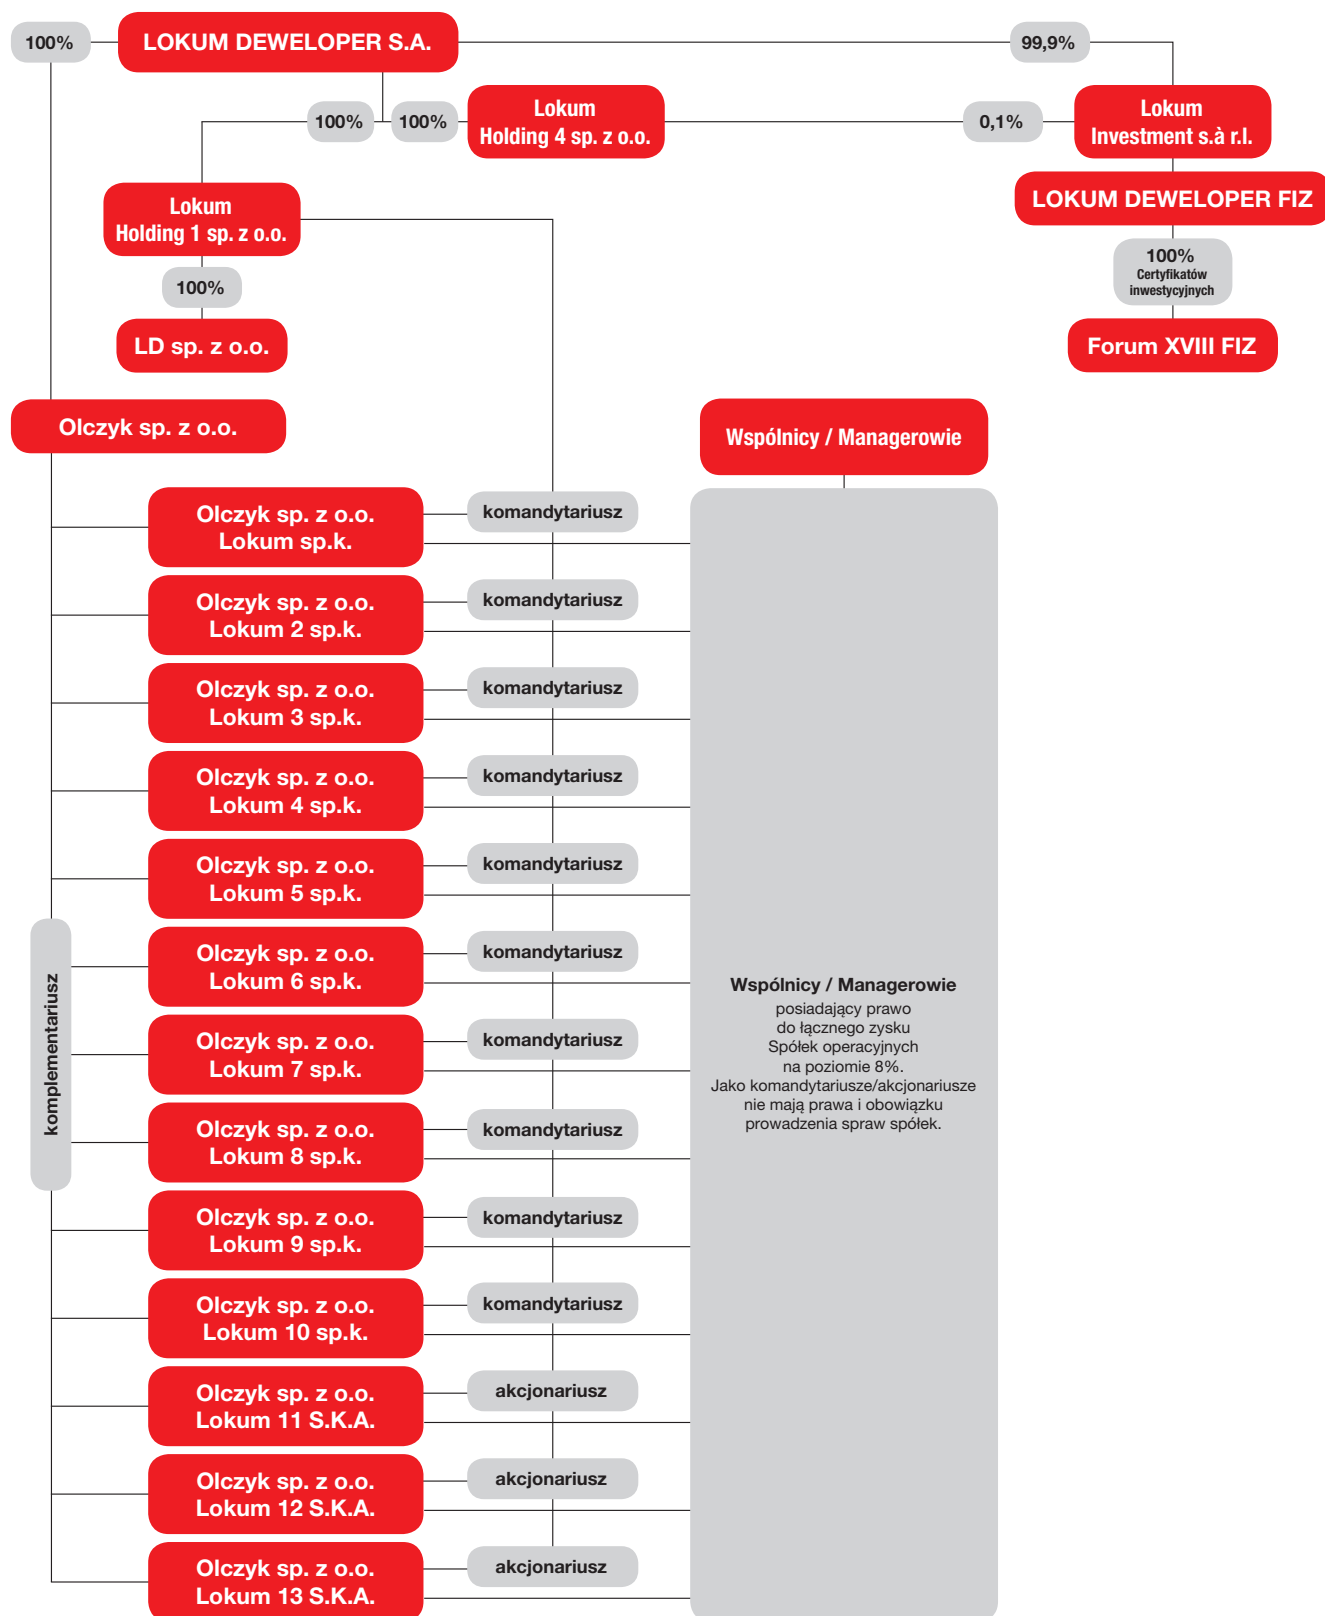 100%
LOKUM DEWELOPER S.A.
99,9%
100%
100%
Lokum
Holding 4 sp. z o.o.
0,1%
Lokum
Investment s.à r.l.
Lokum
Holding 1 sp. z o.o.
LOKUM DEWELOPER FIZ
100%
Certyfikatów
inwestycyjnych
100%
LD sp. z o.o.
Forum XVIII FIZ
Olczyk sp. z o.o.
Wspólnicy / Managerowie
Olczyk sp. z o.o.
Lokum sp.k.
komandytariusz
Olczyk sp. z o.o.
Lokum 2 sp.k.
komandytariusz
Olczyk sp. z o.o.
Lokum 3 sp.k.
komandytariusz
Olczyk sp. z o.o.
Lokum 4 sp.k.
komandytariusz
Olczyk sp. z o.o.
Lokum 5 sp.k.
komandytariusz
Olczyk sp. z o.o.
Lokum 6 sp.k.
komandytariusz
Olczyk sp. z o.o.
Lokum 7 sp.k.
komandytariusz
Olczyk sp. z o.o.
Lokum 8 sp.k.
komandytariusz
Olczyk sp. z o.o.
Lokum 9 sp.k.
komandytariusz
Olczyk sp. z o.o.
Lokum 10 sp.k.
komandytariusz
Olczyk sp. z o.o.
Lokum 11 S.K.A.
akcjonariusz
Olczyk sp. z o.o.
Lokum 12 S.K.A.
akcjonariusz
Olczyk sp. z o.o.
Lokum 13 S.K.A.
akcjonariusz
komplementariusz
Wspólnicy / Managerowie
posiadający prawo
do łącznego zysku
Spółek operacyjnych
na poziomie 8%.
Jako komandytariusze/akcjonariusze
nie mają prawa i obowiązku
prowadzenia spraw spółek.